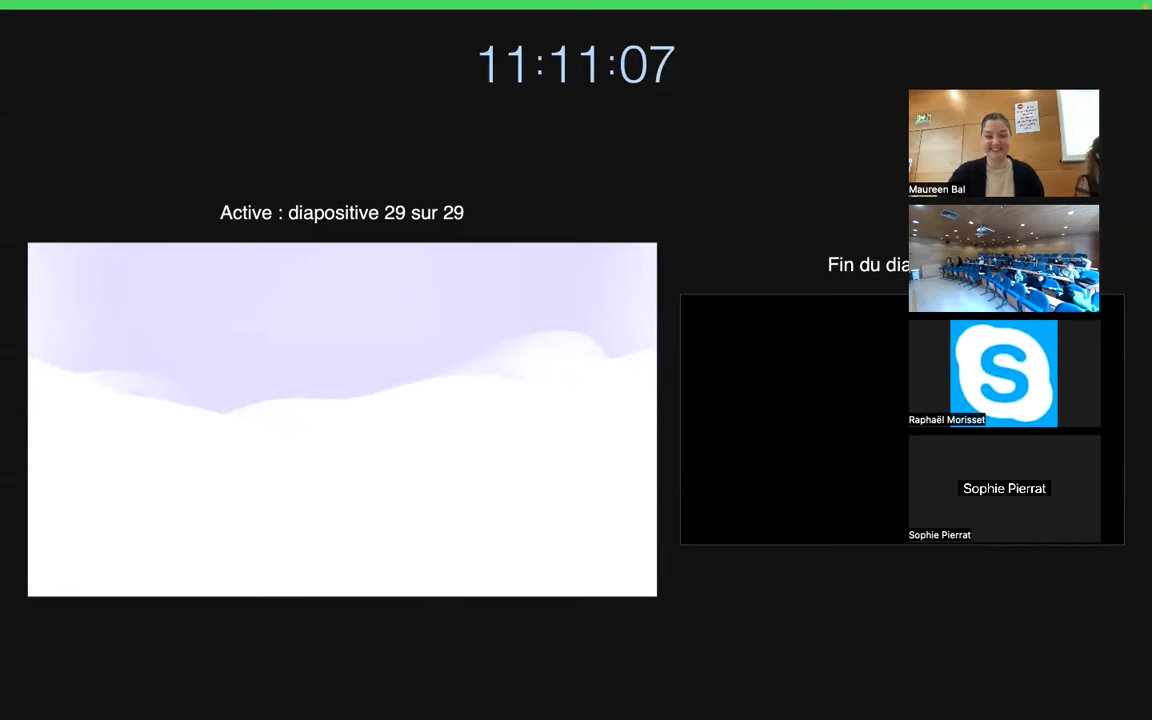 11:11:07
Active : diapositive 29 sur 29
Fin du dia
Maureen Bal
S
Raphaël Morisset
Sophie Pierrat
Sophie Pierrat